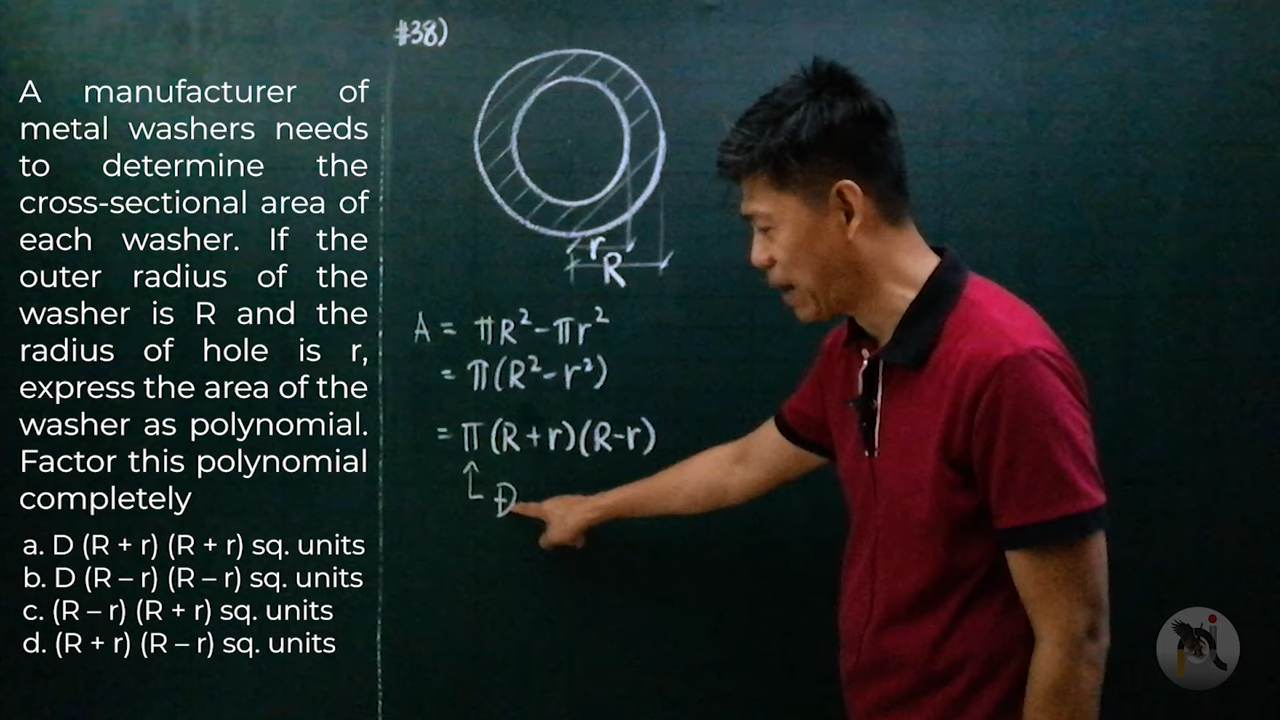 #38)
A manufacturer of
metal washers needs
to determine the
cross-sectional area of
each washer. If the
outer radius of the
washer is R and the
radius of hole is r,
express the area of the
washer as polynomial.
Factor this polynomial
completely
a. D (R + r) (R + r) sq. units
b. D (R – r) (R – r) sq. units
c. (R – r) (R + r) sq. units
d. (R + r) (R – r) sq. units
r
R
A = πR² - πr²
= π(R² - r²)
= π(R+r)(R-r)
Đ